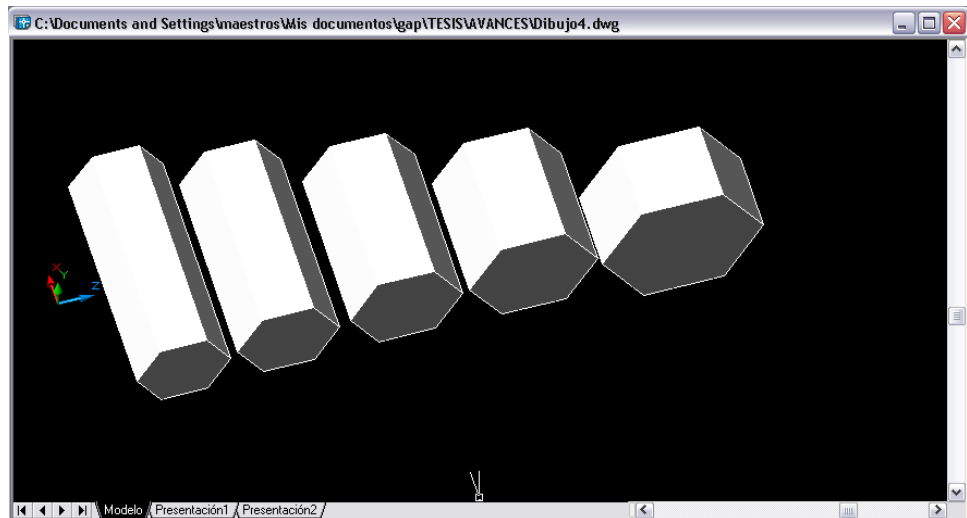 C:\Documents and Settings\maestros\Mis documentos\gap\TESIS\AVANCES\Dibujo4.dwg
X
Y
Z
Modelo Presentación1 Presentación2